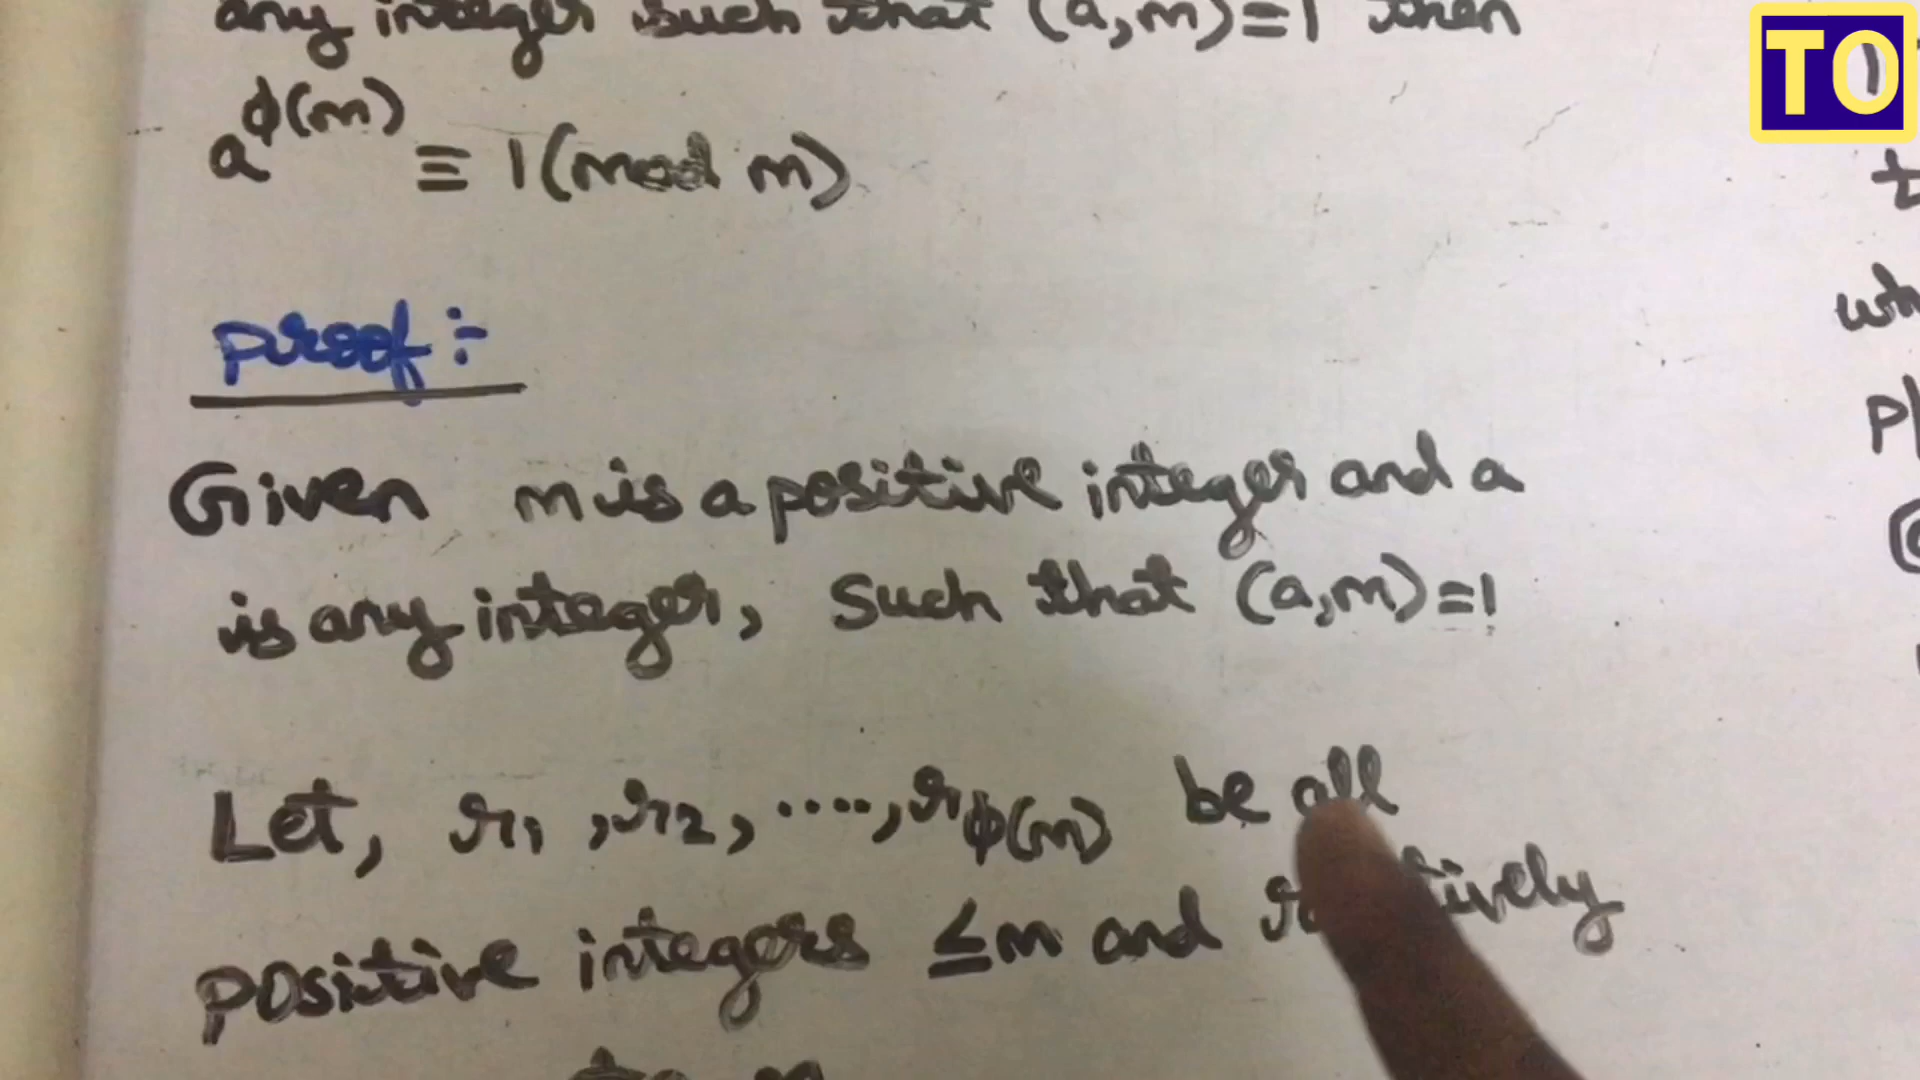 any integer such that (a,m)=1 then
a^φ(m) ≡ 1(mod m)
proof:-
Given m is a positive integer and a
is any integer, such that (a,m)=1
Let, r₁, r₂, ...., rφ(m) be all
positive integers ≤m and
TO